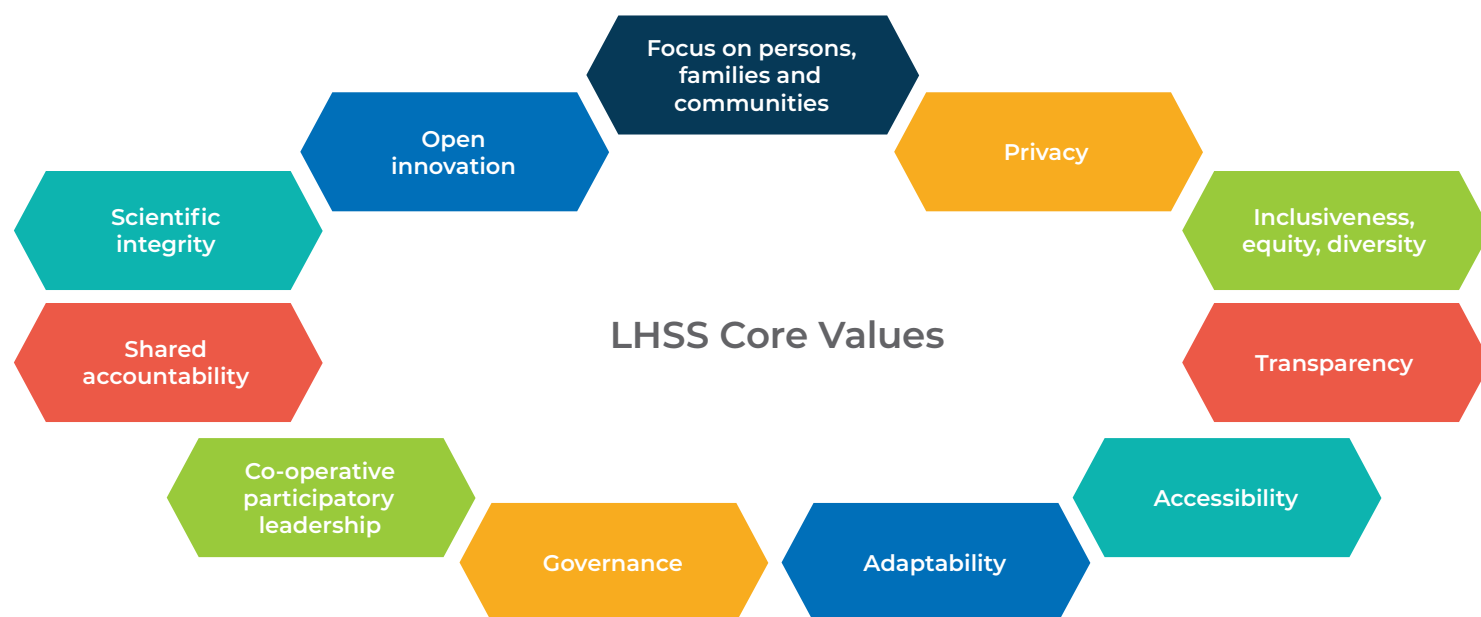 Focus on persons,
families and
communities
Open
innovation
Privacy
Scientific
integrity
Inclusiveness,
equity, diversity
LHSS Core Values
Shared
accountability
Transparency
Co-operative
participatory
leadership
Accessibility
Governance
Adaptability